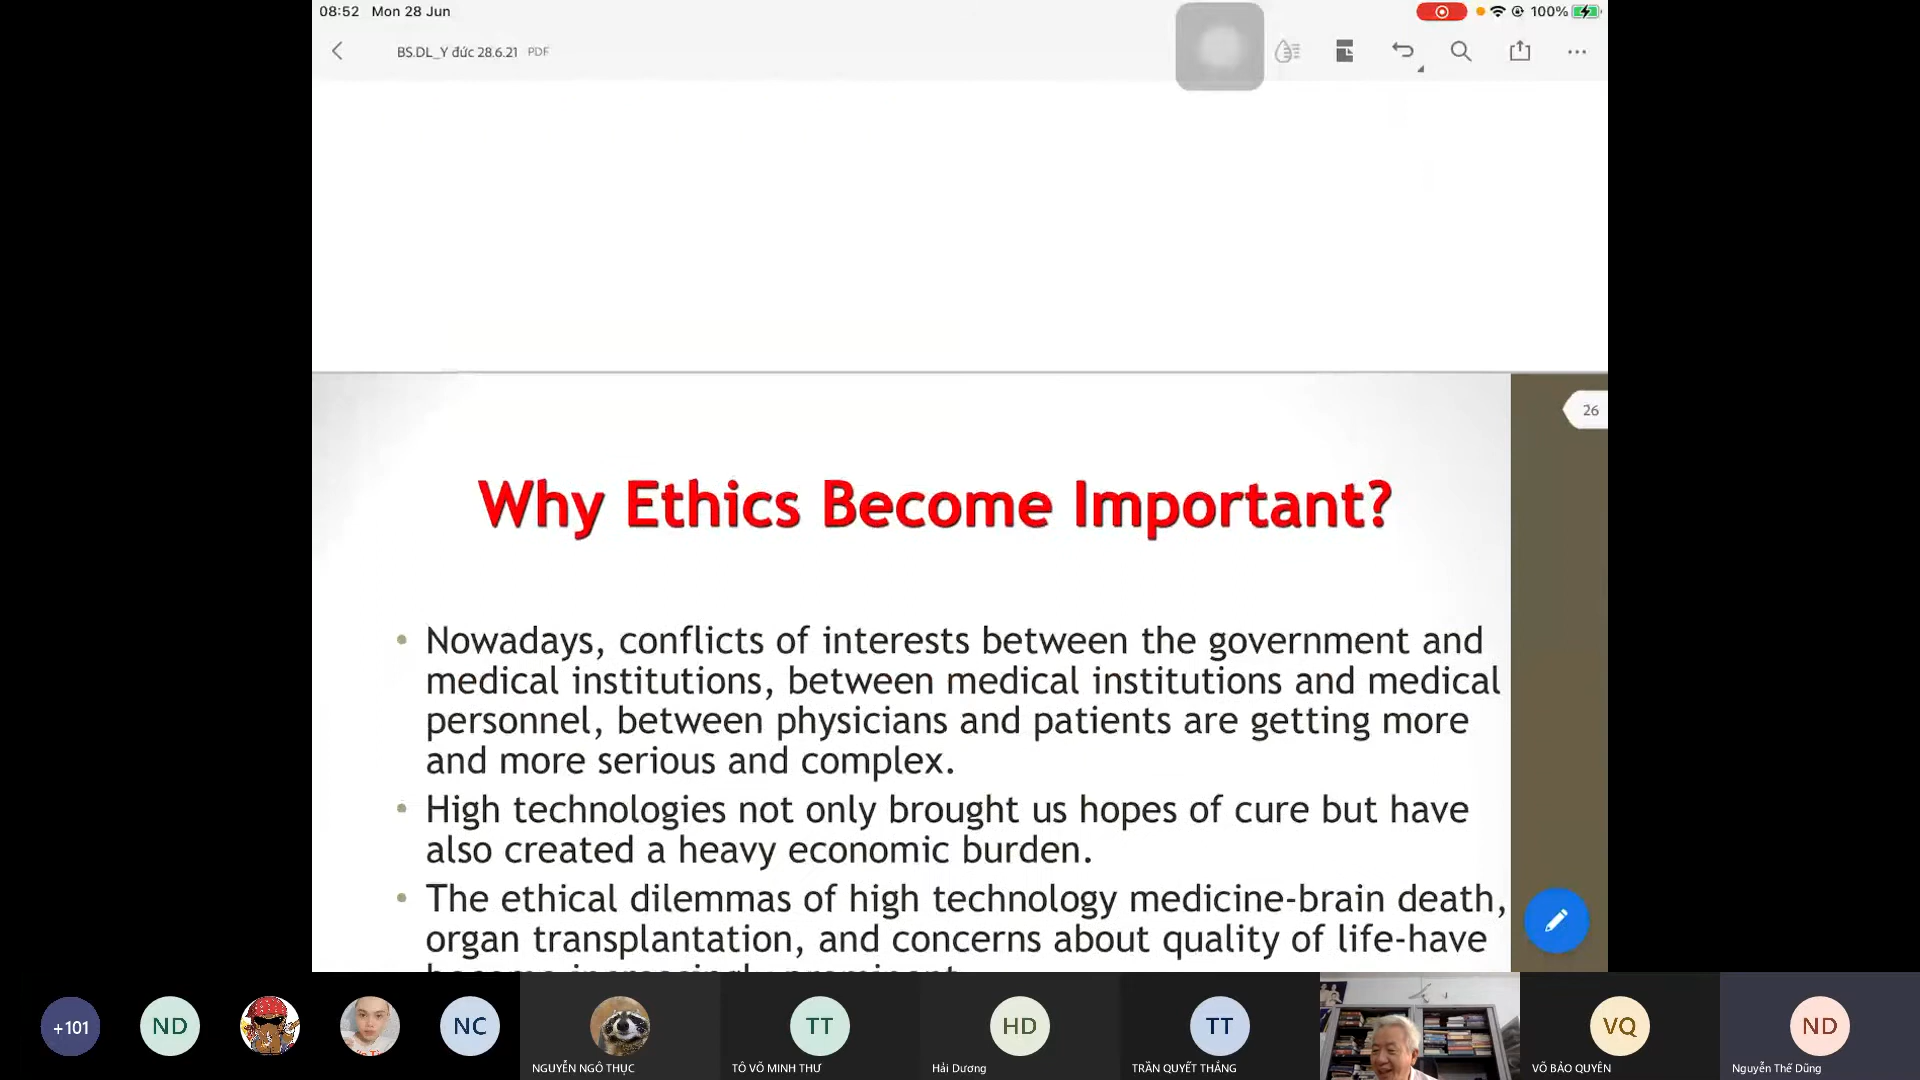 08:52 Mon 28 Jun
100%
BS.DL_Y đức 28.6.21 PDF
26
Why Ethics Become Important?
• Nowadays, conflicts of interests between the government and
medical institutions, between medical institutions and medical
personnel, between physicians and patients are getting more
and more serious and complex.
• High technologies not only brought us hopes of cure but have
also created a heavy economic burden.
• The ethical dilemmas of high technology medicine-brain death,
organ transplantation, and concerns about quality of life-have
become increasingly prominent
+101 ND NC TT HD TT VQ ND
NGUYỄN NGÔ THỤC TÔ VÕ MINH THƯ Hải Dương TRẦN QUYẾT THẮNG VÕ BẢO QUYÊN Nguyễn Thế Dũng